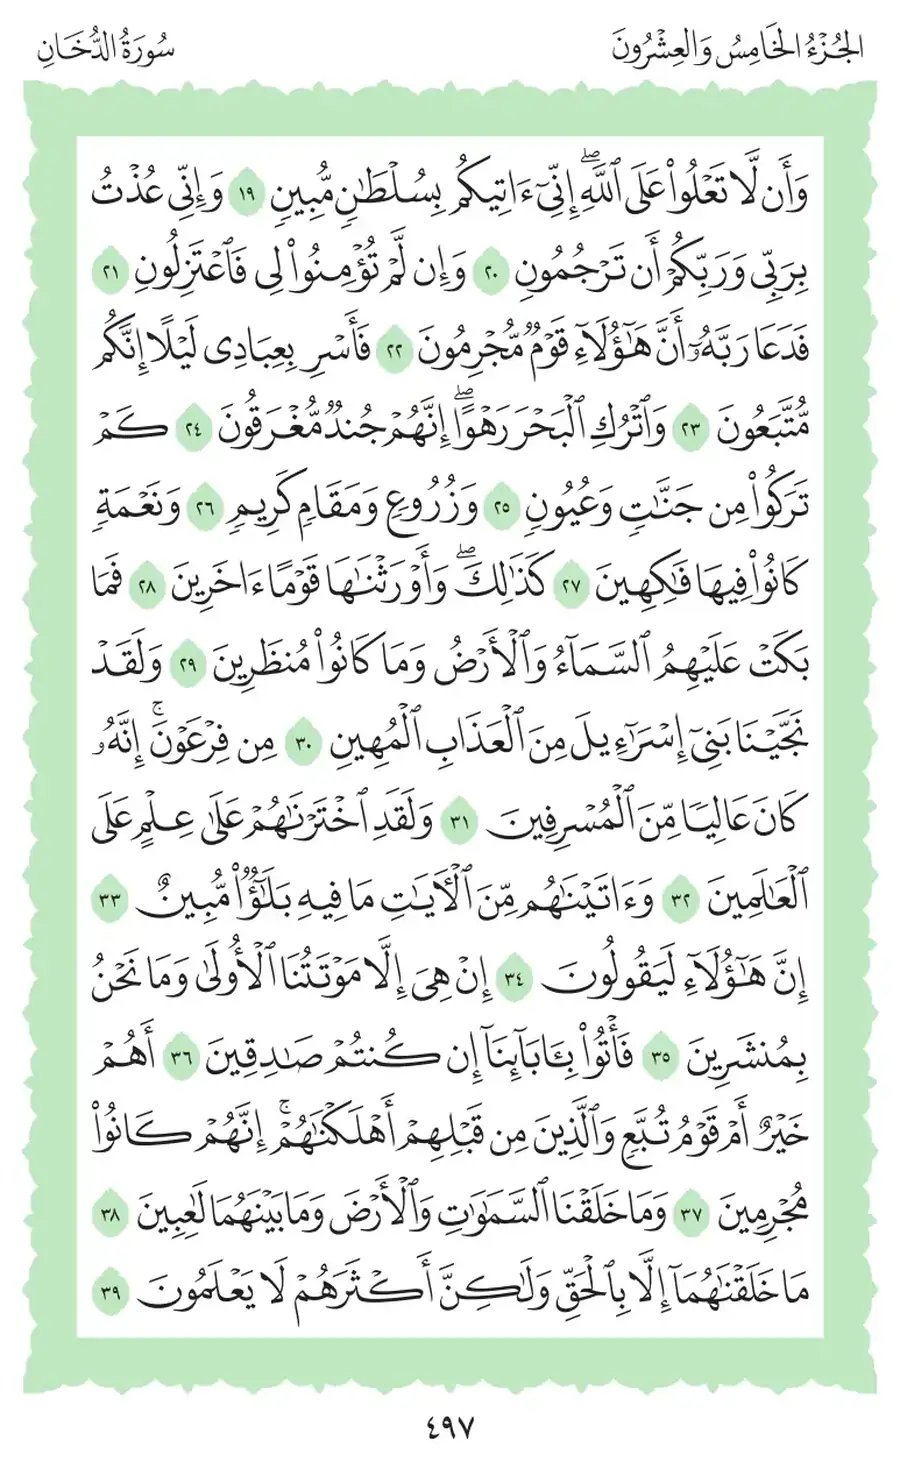 الجُزْءُ الخَامِسُ وَالعِشْرُونَ
سُورَةُ الدُّخَانِ
وَأَن لَّا تَعْلُوا۟ عَلَى ٱللَّهِ ۖ إِنِّىٓ ءَاتِيكُم بِسُلْطَـٰنٍ مُّبِينٍ ١٩ وَإِنِّى عُذْتُ
بِرَبِّى وَرَبِّكُمْ أَن تَرْجُمُونِ ٢٠ وَإِن لَّمْ تُؤْمِنُوا۟ لِى فَٱعْتَزِلُونِ ٢١
فَدَعَا رَبَّهُۥٓ أَنَّ هَـٰٓؤُلَآءِ قَوْمٌ مُّجْرِمُونَ ٢٢ فَأَسْرِ بِعِبَادِى لَيْلًا إِنَّكُم
مُّتَّبَعُونَ ٢٣ وَٱتْرُكِ ٱلْبَحْرَ رَهْوًا ۖ إِنَّهُمْ جُندٌ مُّغْرَقُونَ ٢٤ كَمْ
تَرَكُوا۟ مِن جَنَّـٰتٍ وَعُيُونٍ ٢٥ وَزُرُوعٍ وَمَقَامٍ كَرِيمٍ ٢٦ وَنَعْمَةٍ
كَانُوا۟ فِيهَا فَـٰكِهِينَ ٢٧ كَذَٰلِكَ ۖ وَأَوْرَثْنَـٰهَا قَوْمًا ءَاخَرِينَ ٢٨ فَمَا
بَكَتْ عَلَيْهِمُ ٱلسَّمَآءُ وَٱلْأَرْضُ وَمَا كَانُوا۟ مُنظَرِينَ ٢٩ وَلَقَدْ
نَجَّيْنَا بَنِىٓ إِسْرَٰٓءِيلَ مِنَ ٱلْعَذَابِ ٱلْمُهِينِ ٣٠ مِن فِرْعَوْنَ ۚ إِنَّهُۥ
كَانَ عَالِيًا مِّنَ ٱلْمُسْرِفِينَ ٣١ وَلَقَدِ ٱخْتَرْنَـٰهُمْ عَلَىٰ عِلْمٍ عَلَى
ٱلْعَـٰلَمِينَ ٣٢ وَءَاتَيْنَـٰهُم مِّنَ ٱلْـَٔايَـٰتِ مَا فِيهِ بَلَـٰٓؤٌا۟ مُّبِينٌ ٣٣
إِنَّ هَـٰٓؤُلَآءِ لَيَقُولُونَ ٣٤ إِنْ هِىَ إِلَّا مَوْتَتُنَا ٱلْأُولَىٰ وَمَا نَحْنُ
بِمُنشَرِينَ ٣٥ فَأْتُوا۟ بِـَٔابَآئِنَآ إِن كُنتُمْ صَـٰدِقِينَ ٣٦ أَهُمْ
خَيْرٌ أَمْ قَوْمُ تُبَّعٍ وَٱلَّذِينَ مِن قَبْلِهِمْ أَهْلَكْنَـٰهُمْ ۚ إِنَّهُمْ كَانُوا۟
مُجْرِمِينَ ٣٧ وَمَا خَلَقْنَا ٱلسَّمَـٰوَٰتِ وَٱلْأَرْضَ وَمَا بَيْنَهُمَا لَـٰعِبِينَ ٣٨
مَا خَلَقْنَـٰهُمَآ إِلَّا بِٱلْحَقِّ وَلَـٰكِنَّ أَكْثَرَهُمْ لَا يَعْلَمُونَ ٣٩
٤٩٧